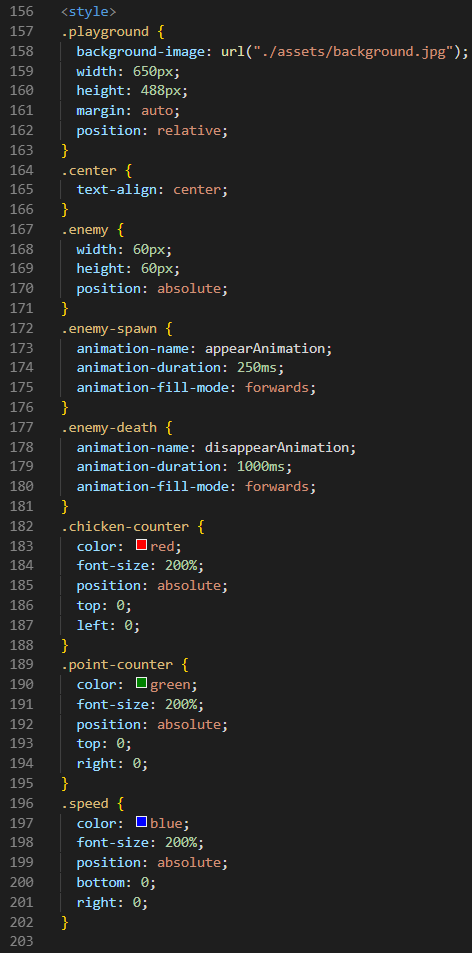 156 <style>
157 .playground {
158   background-image: url("./assets/background.jpg");
159   width: 650px;
160   height: 488px;
161   margin: auto;
162   position: relative;
163 }
164 .center {
165   text-align: center;
166 }
167 .enemy {
168   width: 60px;
169   height: 60px;
170   position: absolute;
171 }
172 .enemy-spawn {
173   animation-name: appearAnimation;
174   animation-duration: 250ms;
175   animation-fill-mode: forwards;
176 }
177 .enemy-death {
178   animation-name: disappearAnimation;
179   animation-duration: 1000ms;
180   animation-fill-mode: forwards;
181 }
182 .chicken-counter {
183   color: red;
184   font-size: 200%;
185   position: absolute;
186   top: 0;
187   left: 0;
188 }
189 .point-counter {
190   color: green;
191   font-size: 200%;
192   position: absolute;
193   top: 0;
194   right: 0;
195 }
196 .speed {
197   color: blue;
198   font-size: 200%;
199   position: absolute;
200   bottom: 0;
201   right: 0;
202 }
203